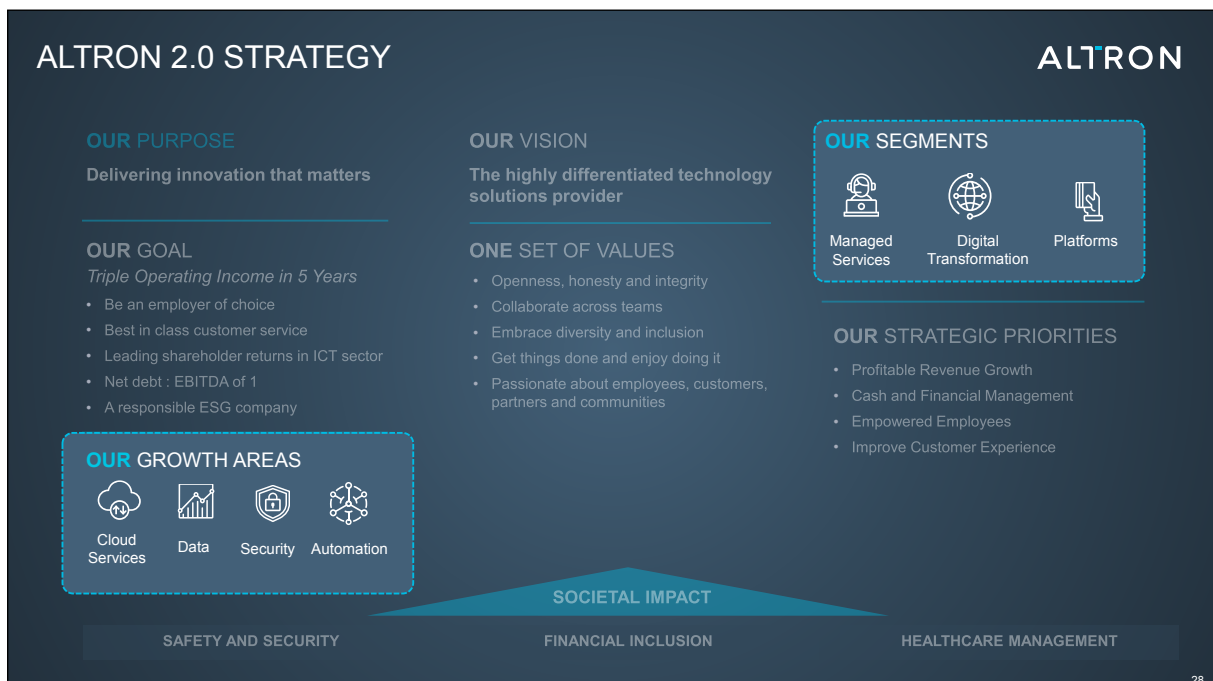 ALTRON 2.0 STRATEGY
ALTRON
OUR PURPOSE
Delivering innovation that matters
OUR GOAL
Triple Operating Income in 5 Years
• Be an employer of choice
• Best in class customer service
• Leading shareholder returns in ICT sector
• Net debt : EBITDA of 1
• A responsible ESG company
OUR GROWTH AREAS
Cloud
Services
Data
Security
Automation
OUR VISION
The highly differentiated technology
solutions provider
ONE SET OF VALUES
• Openness, honesty and integrity
• Collaborate across teams
• Embrace diversity and inclusion
• Get things done and enjoy doing it
• Passionate about employees, customers,
partners and communities
OUR SEGMENTS
Managed
Services
Digital
Transformation
Platforms
OUR STRATEGIC PRIORITIES
• Profitable Revenue Growth
• Cash and Financial Management
• Empowered Employees
• Improve Customer Experience
SOCIETAL IMPACT
SAFETY AND SECURITY
FINANCIAL INCLUSION
HEALTHCARE MANAGEMENT
28